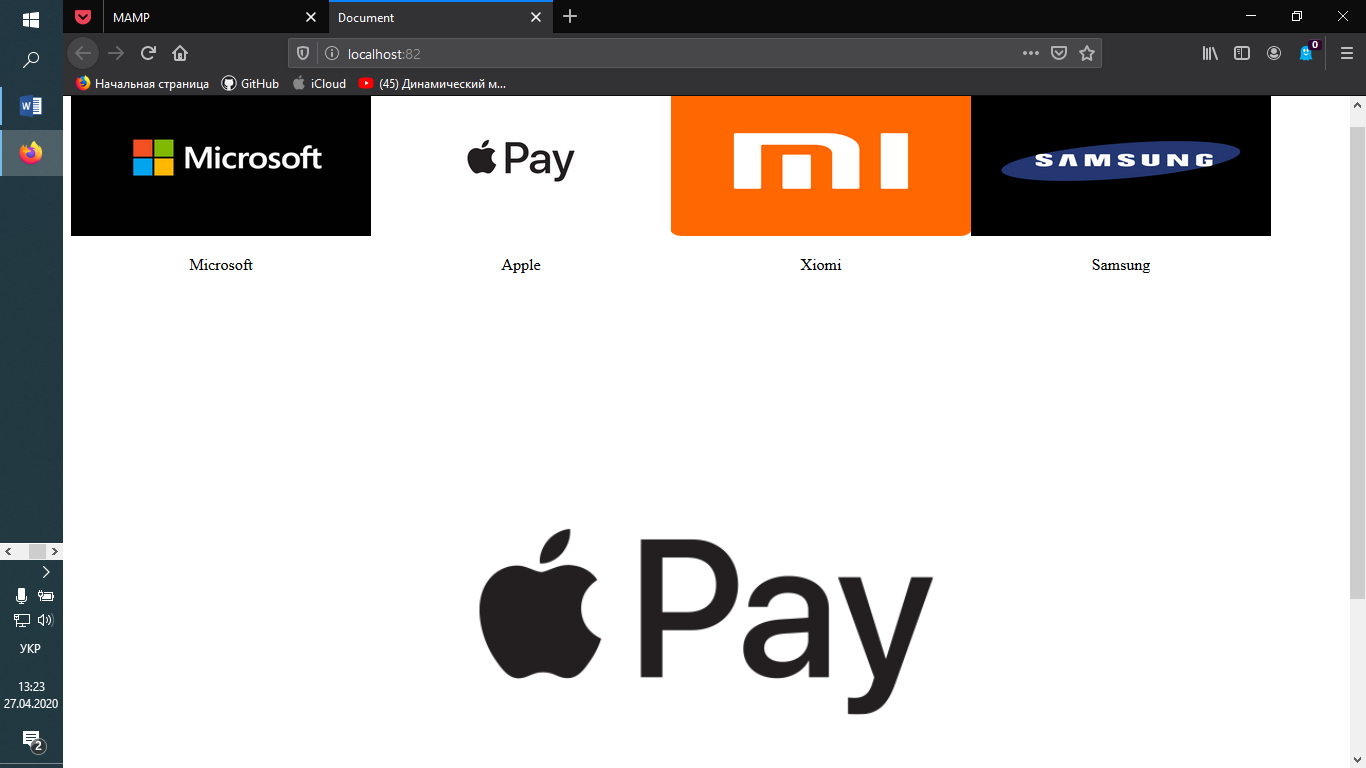 MAMP
Document
localhost:82
0
Начальная страница
GitHub
iCloud
(45) Динамический м...
W
Microsoft
Pay
mi
SAMSUNG
Microsoft
Apple
Xiomi
Samsung
Pay
УКР
13:23
27.04.2020
2